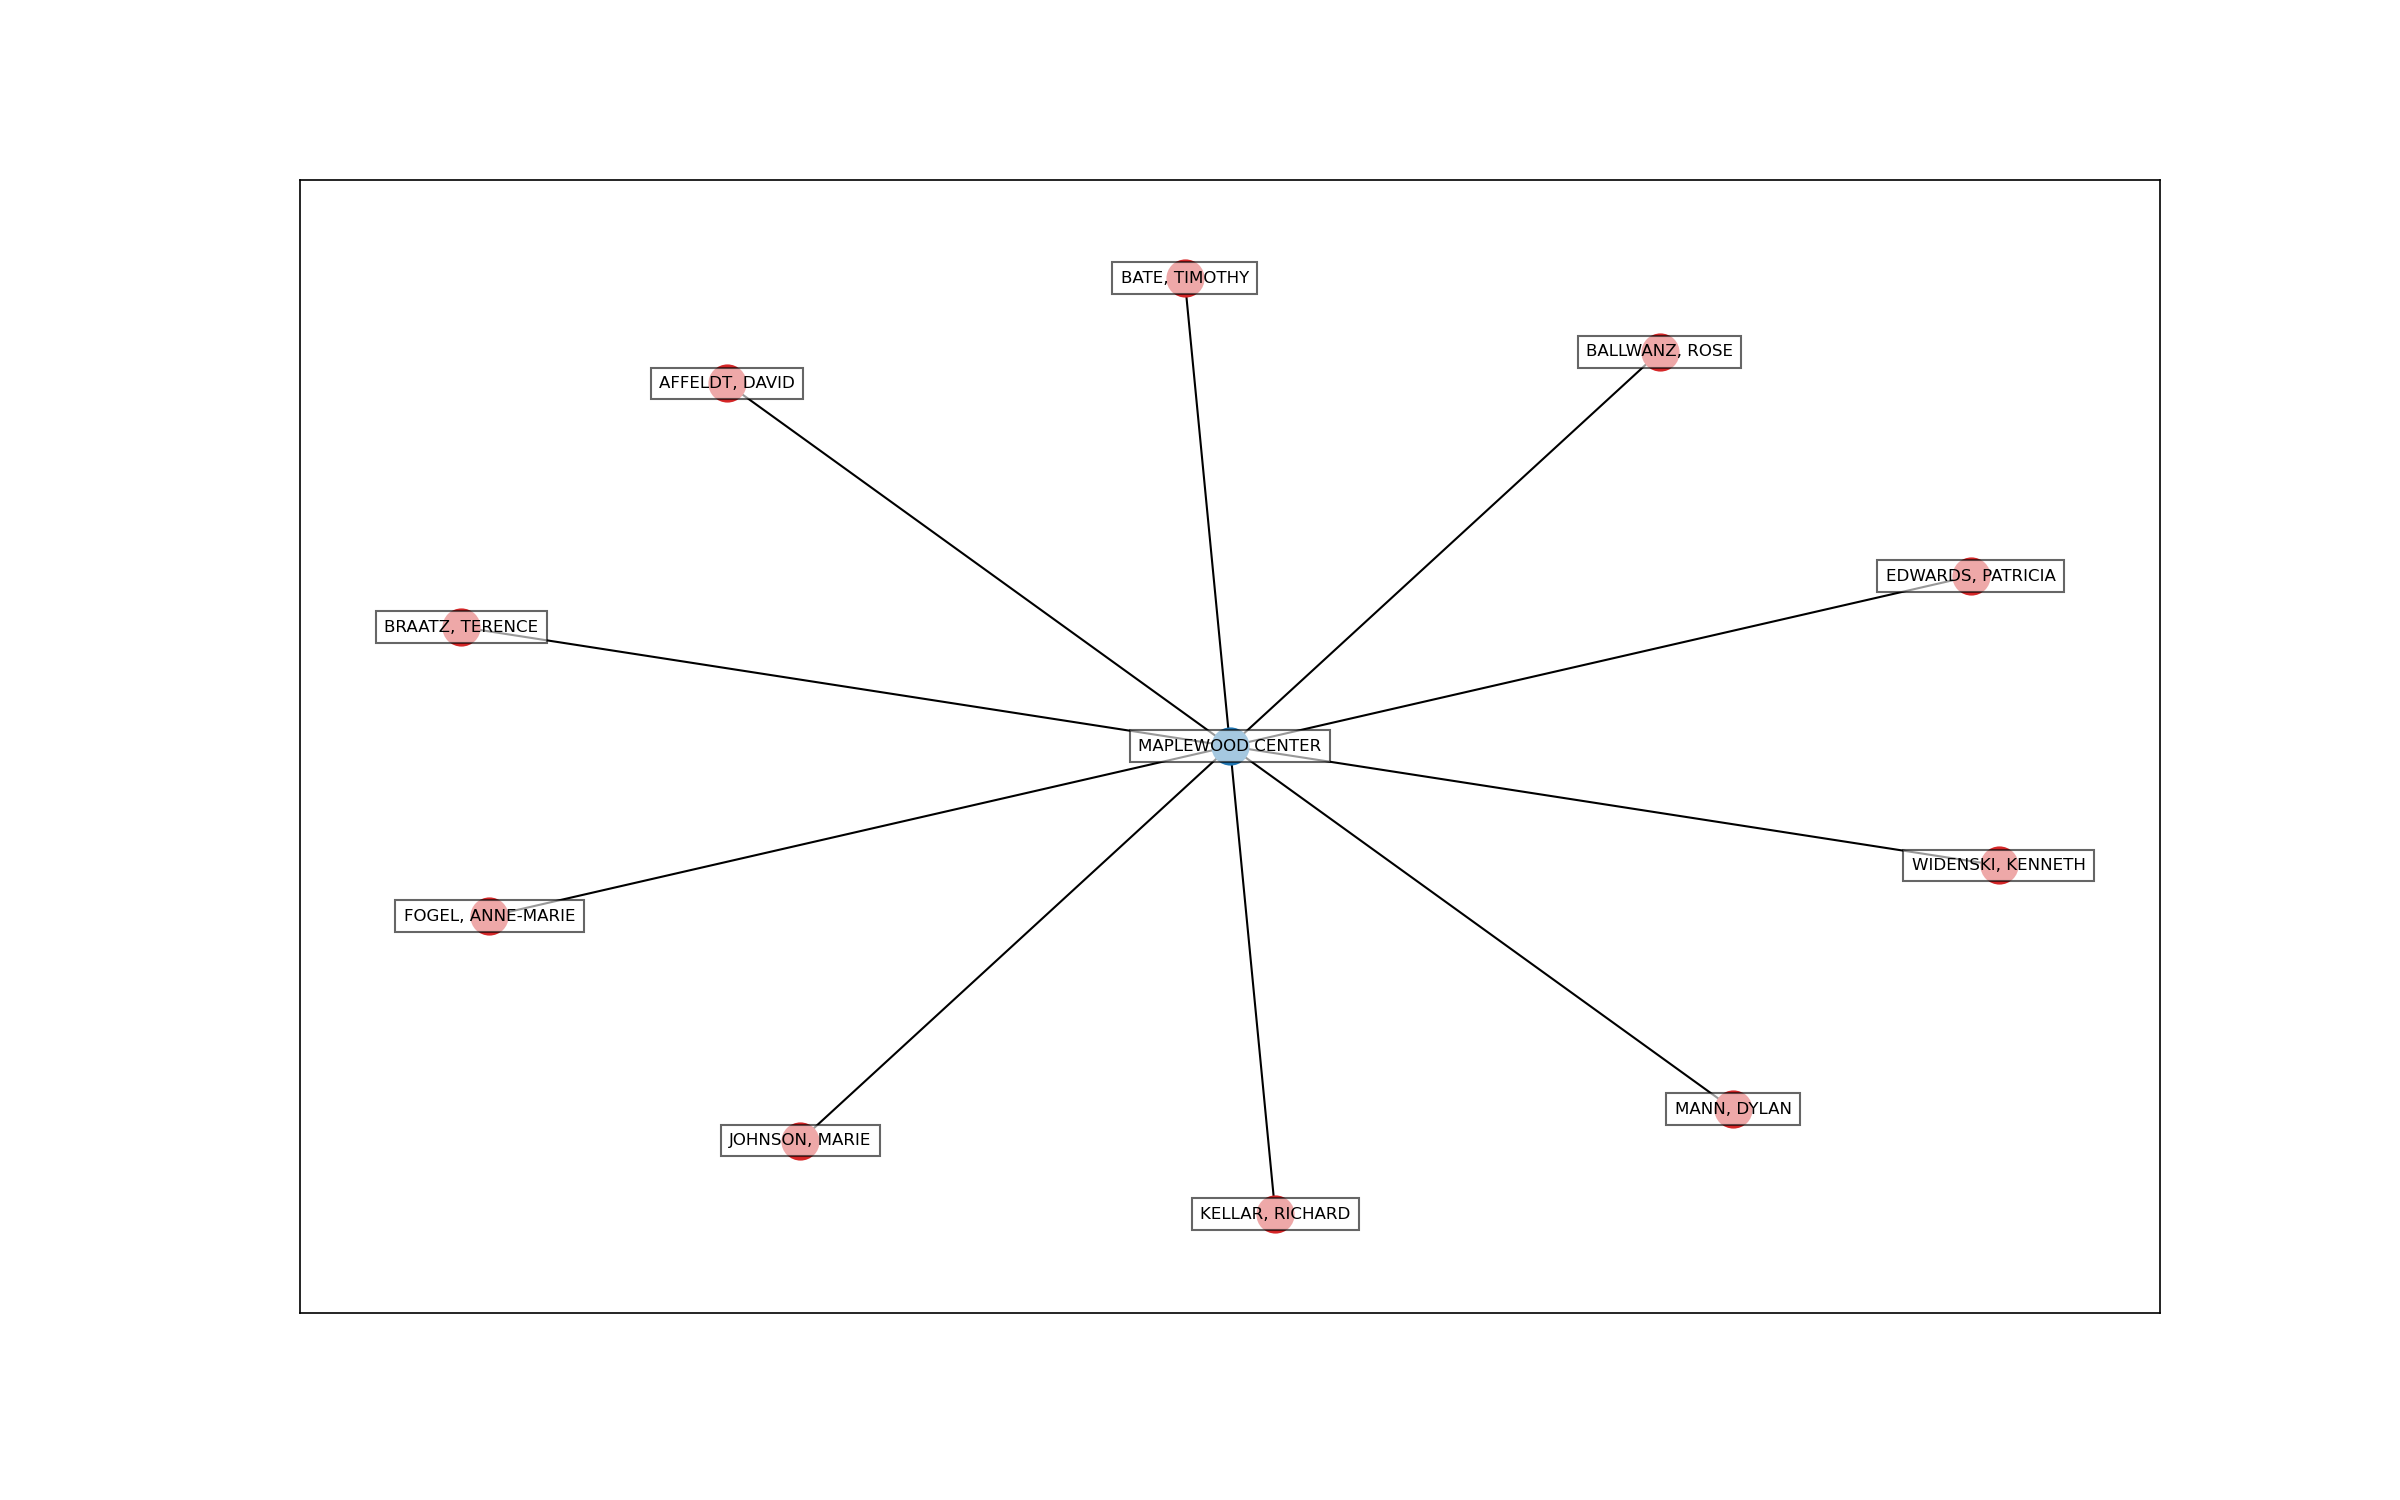 BATE, TIMOTHY
BALLWANZ, ROSE
AFFELDT, DAVID
EDWARDS, PATRICIA
BRAATZ, TERENCE
MAPLEWOOD CENTER
WIDENSKI, KENNETH
FOGEL, ANNE-MARIE
MANN, DYLAN
JOHNSON, MARIE
KELLAR, RICHARD